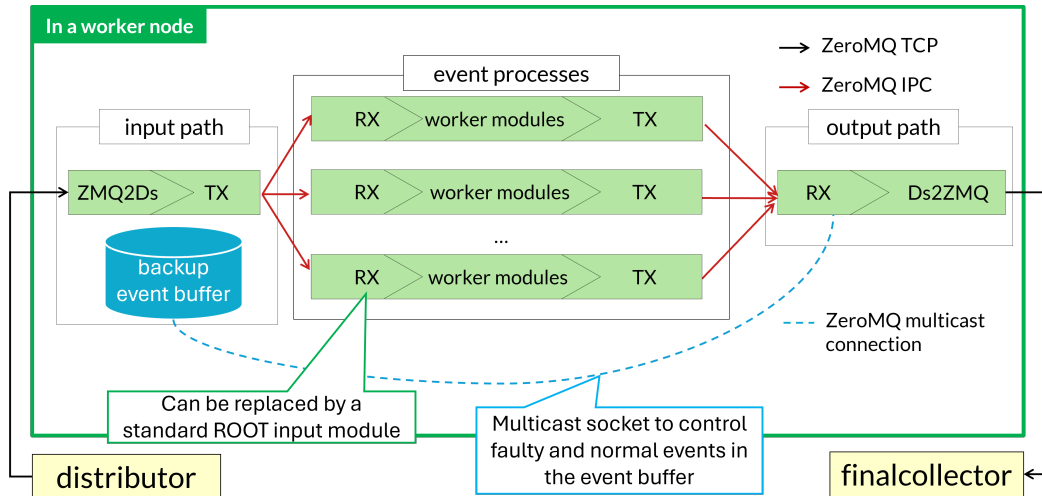 In a worker node
ZeroMQ TCP
ZeroMQ IPC
event processes
input path
output path
RX worker modules TX
ZMQ2Ds TX
RX worker modules TX
RX Ds2ZMQ
...
RX worker modules TX
backup
event buffer
ZeroMQ multicast
connection
Can be replaced by a
standard ROOT input module
Multicast socket to control
faulty and normal events in
the event buffer
distributor
finalcollector